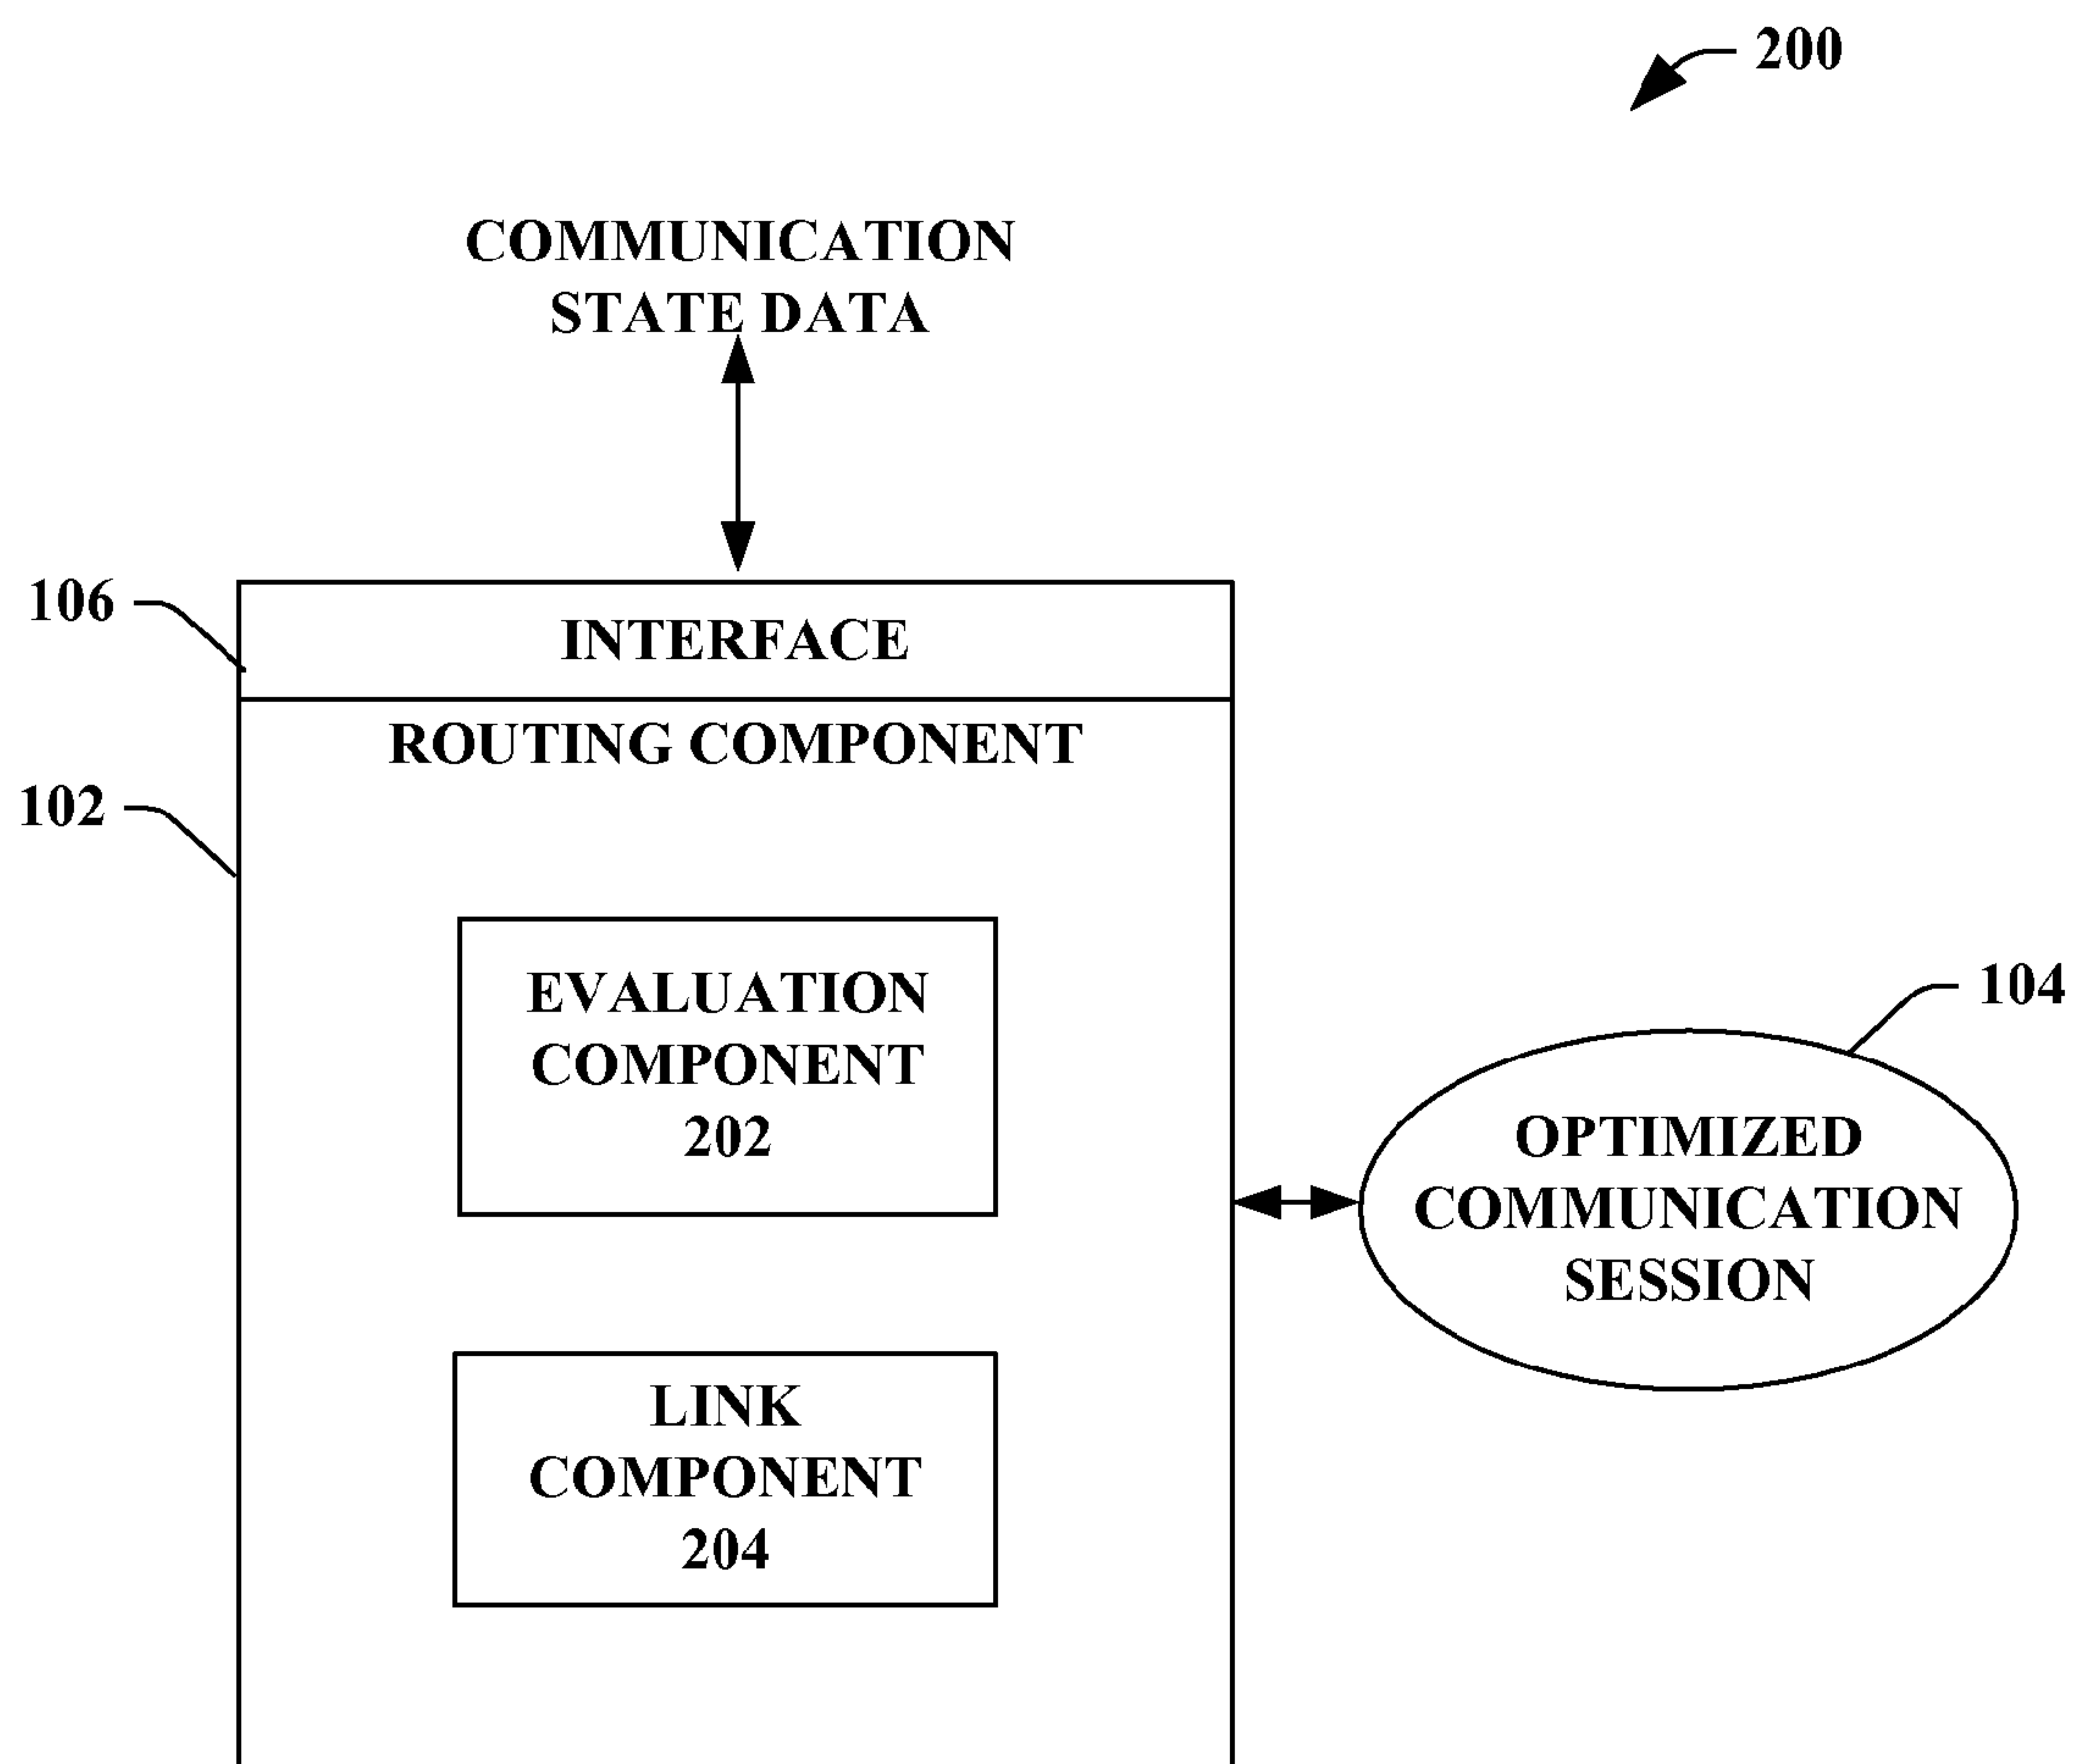 200
COMMUNICATION
STATE DATA
106
INTERFACE
ROUTING COMPONENT
102
EVALUATION
COMPONENT
202
104
OPTIMIZED
COMMUNICATION
SESSION
LINK
COMPONENT
204